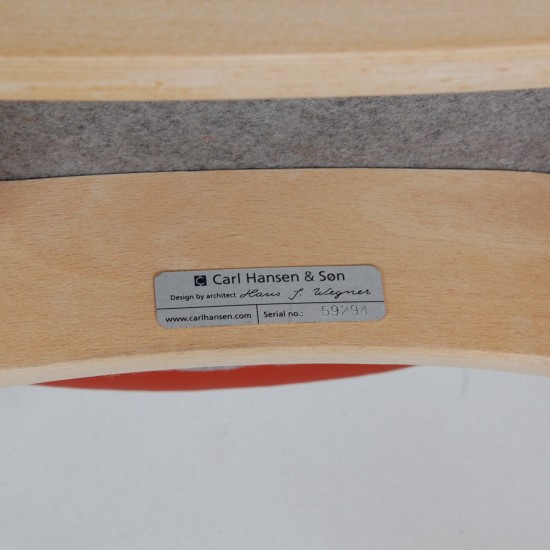 C Carl Hansen & Søn
Design by architect Hans J. Wegner
www.carlhansen.com Serial no.: 59294